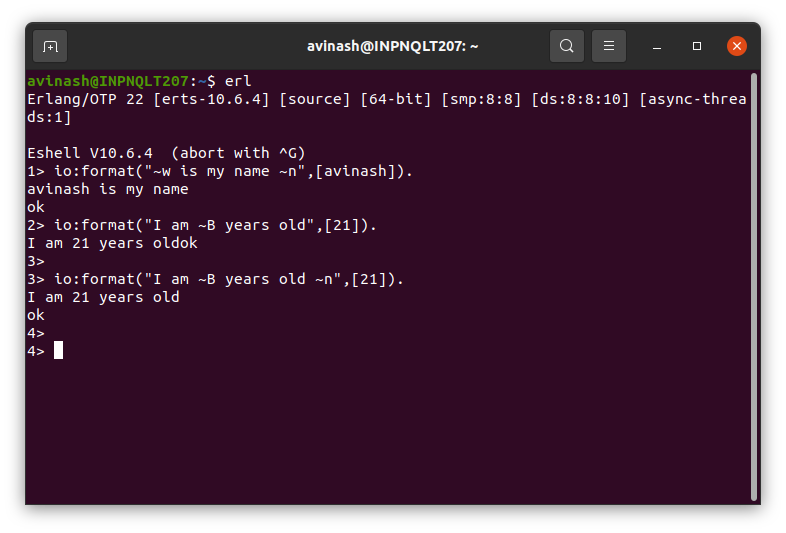 avinash@INPNQLT207: ~
avinash@INPNQLT207:~$ erl
Erlang/OTP 22 [erts-10.6.4] [source] [64-bit] [smp:8:8] [ds:8:8:10] [async-threa
ds:1]
Eshell V10.6.4  (abort with ^G)
1> io:format("~w is my name ~n",[avinash]).
avinash is my name
ok
2> io:format("I am ~B years old",[21]).
I am 21 years oldok
3>
3> io:format("I am ~B years old ~n",[21]).
I am 21 years old
ok
4>
4>